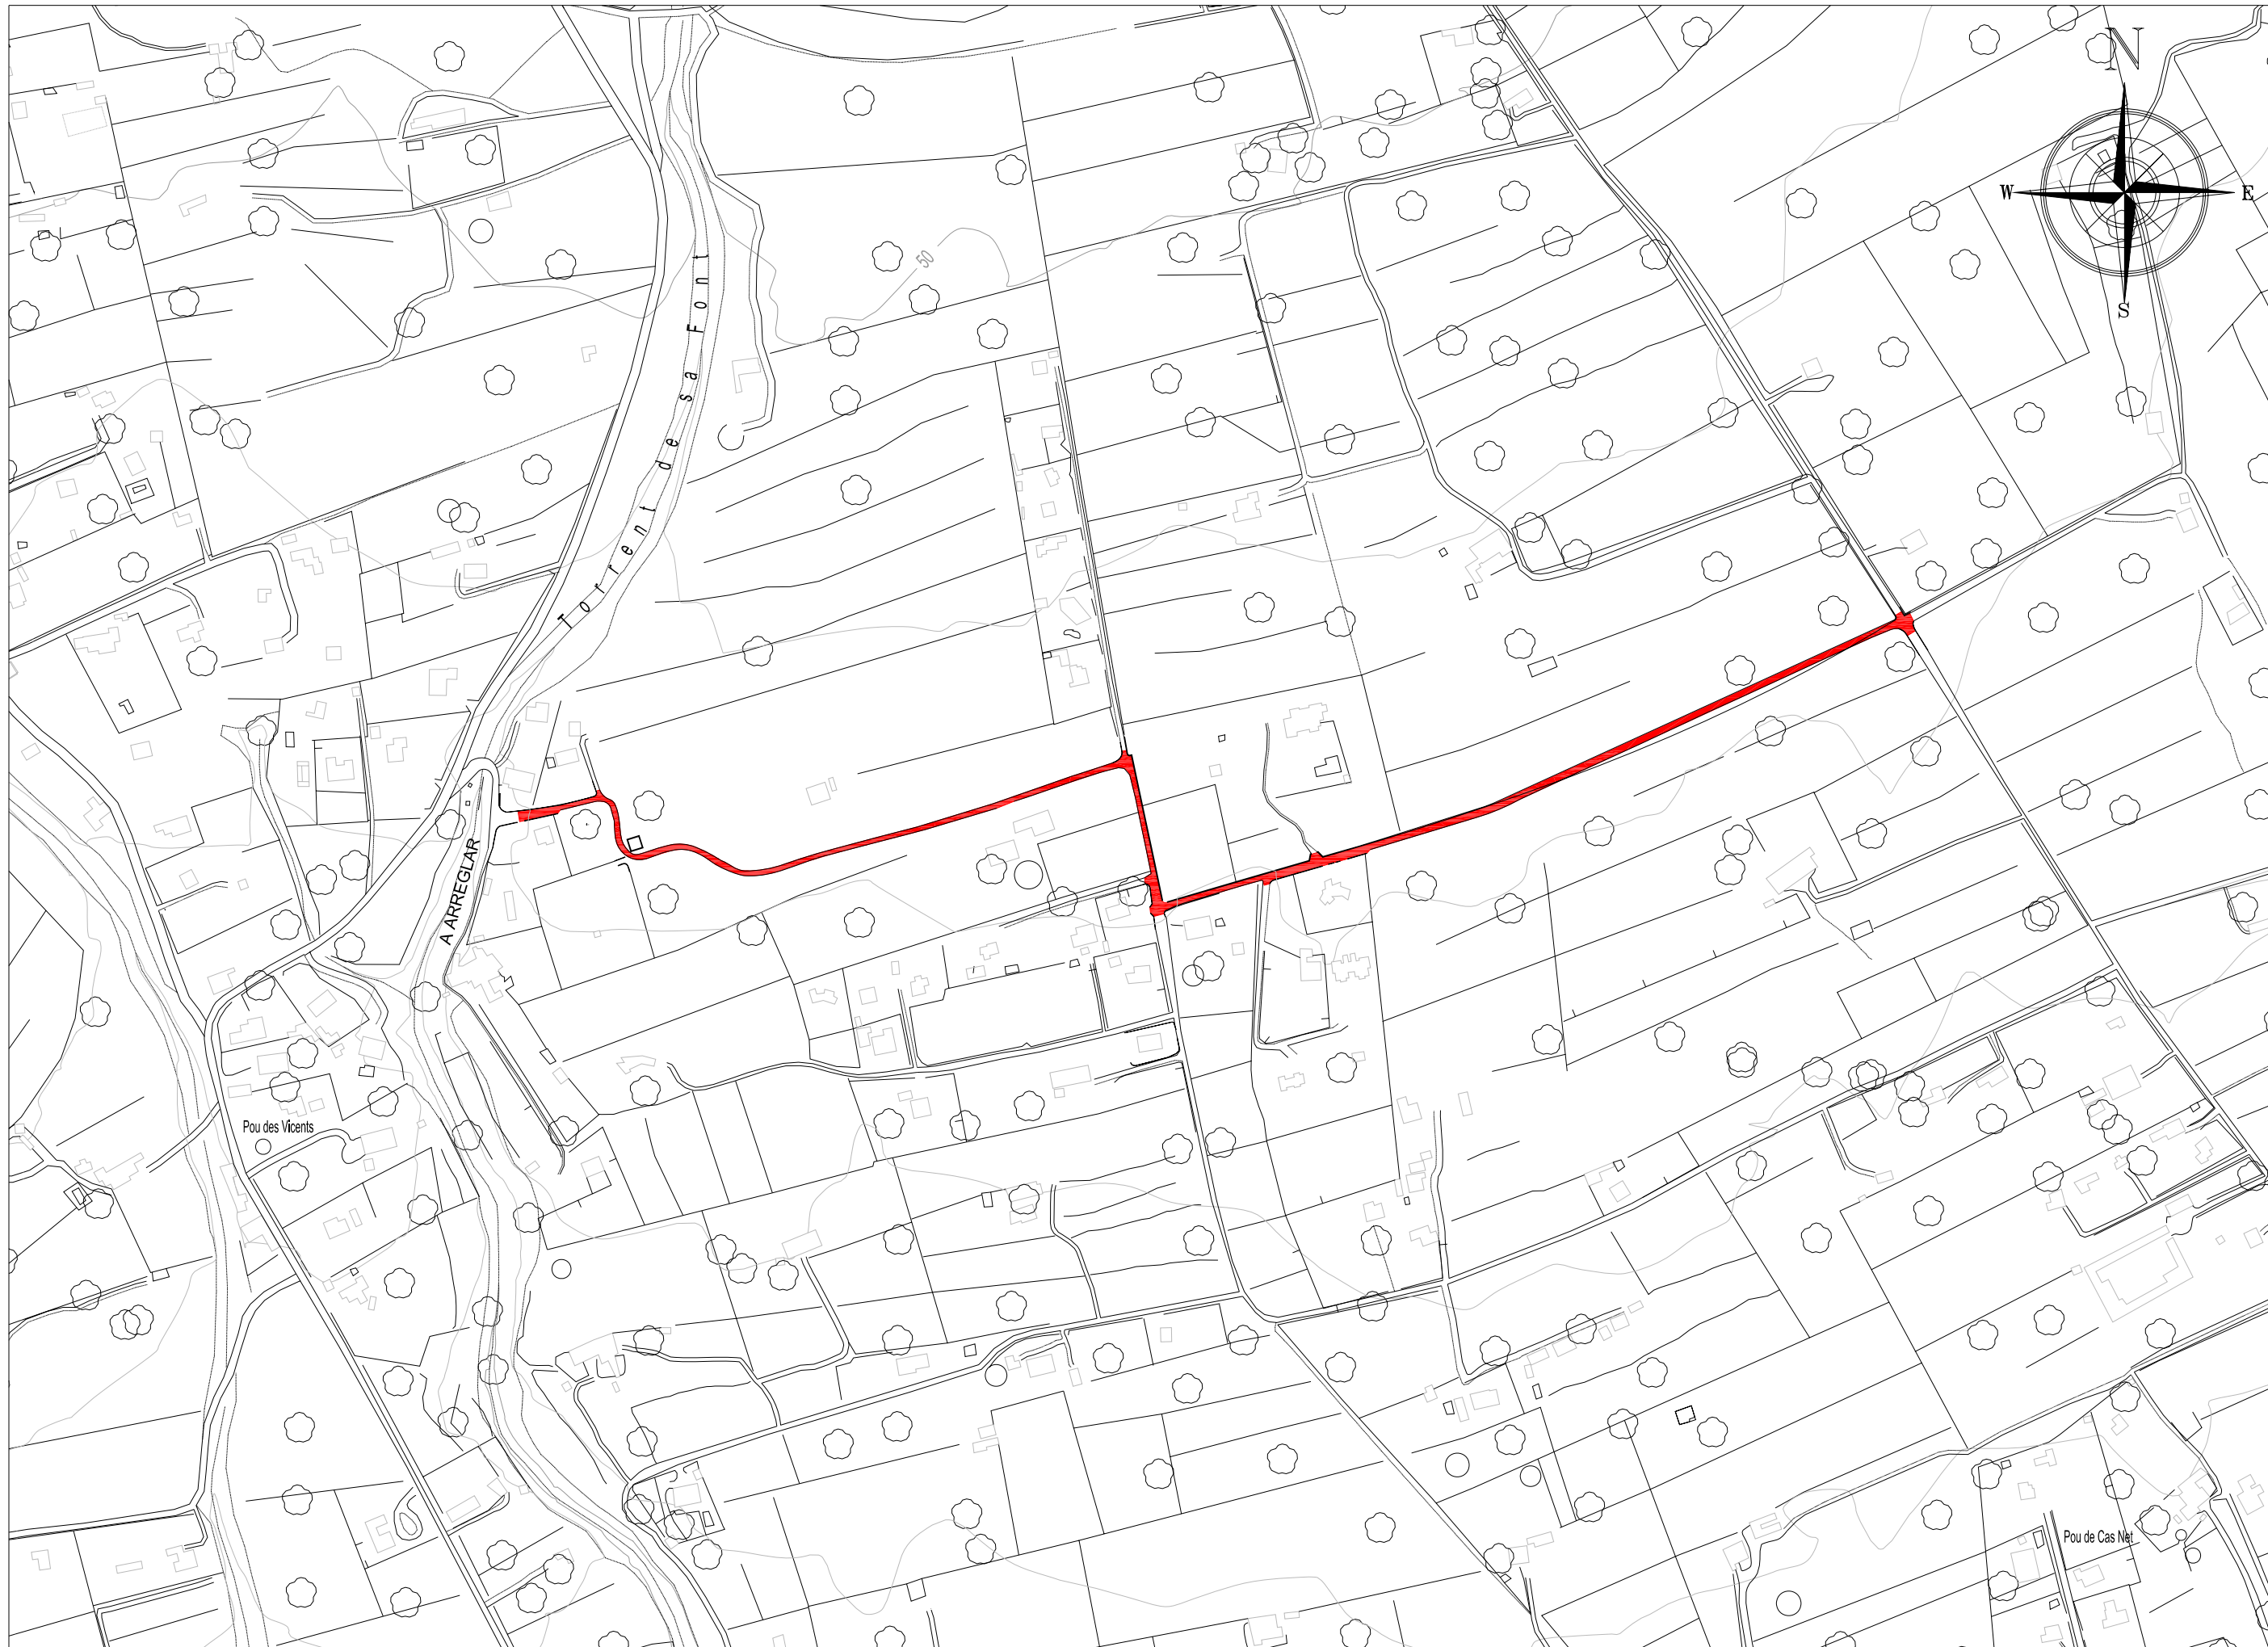 N
W
E
S
50
Torrent de sa Font
A ARREGLAR
Pou des Vicents
Pou de Cas Net